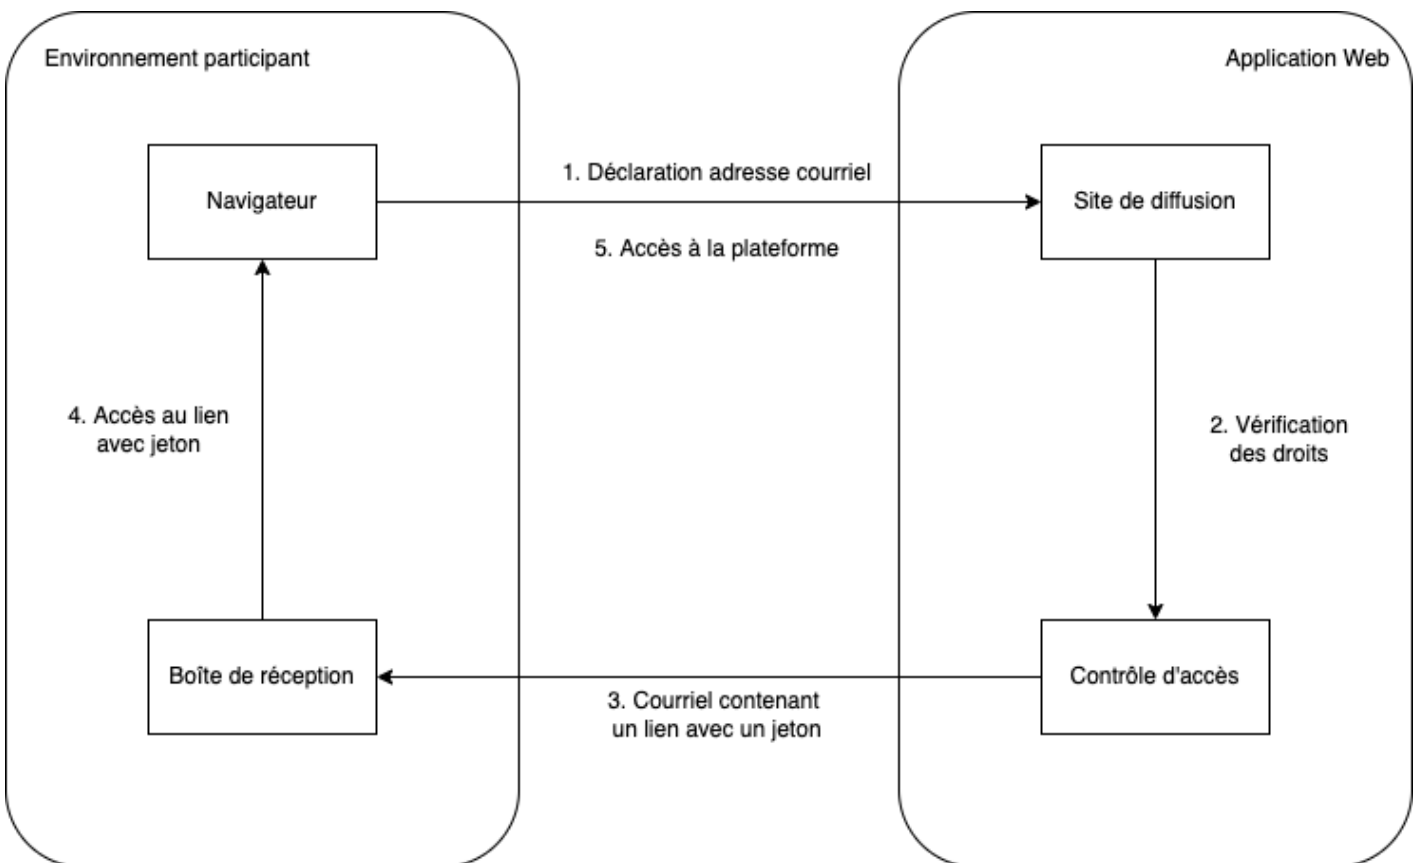 Environnement participant
Application Web
1. Déclaration adresse courriel
Navigateur
Site de diffusion
5. Accès à la plateforme
4. Accès au lien
avec jeton
2. Vérification
des droits
Boîte de réception
Contrôle d'accès
3. Courriel contenant
un lien avec un jeton